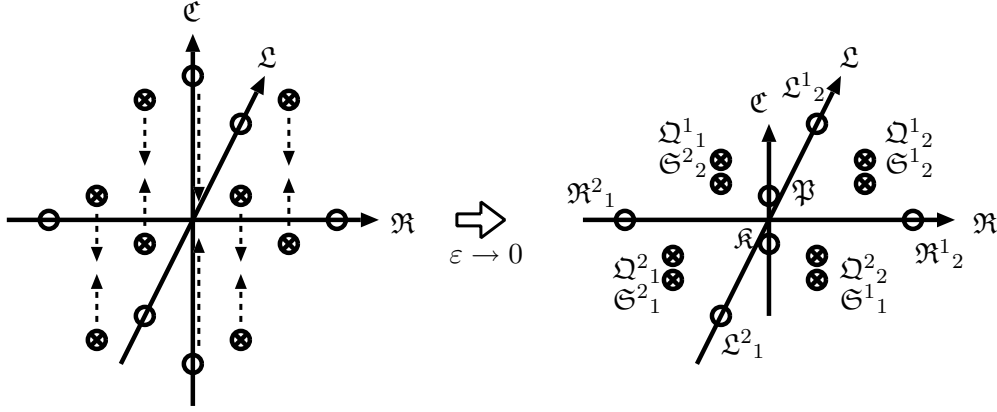 ℭ
𝔏
ℜ
ε → 0
ℭ
𝔏
𝔏¹₂
𝔔¹₁
𝔖²₂
𝔔¹₂
𝔖¹₂
ℜ²₁
𝔓
ℜ
𝔎
ℜ¹₂
𝔔²₁
𝔖²₁
𝔔²₂
𝔖¹₁
𝔏²₁